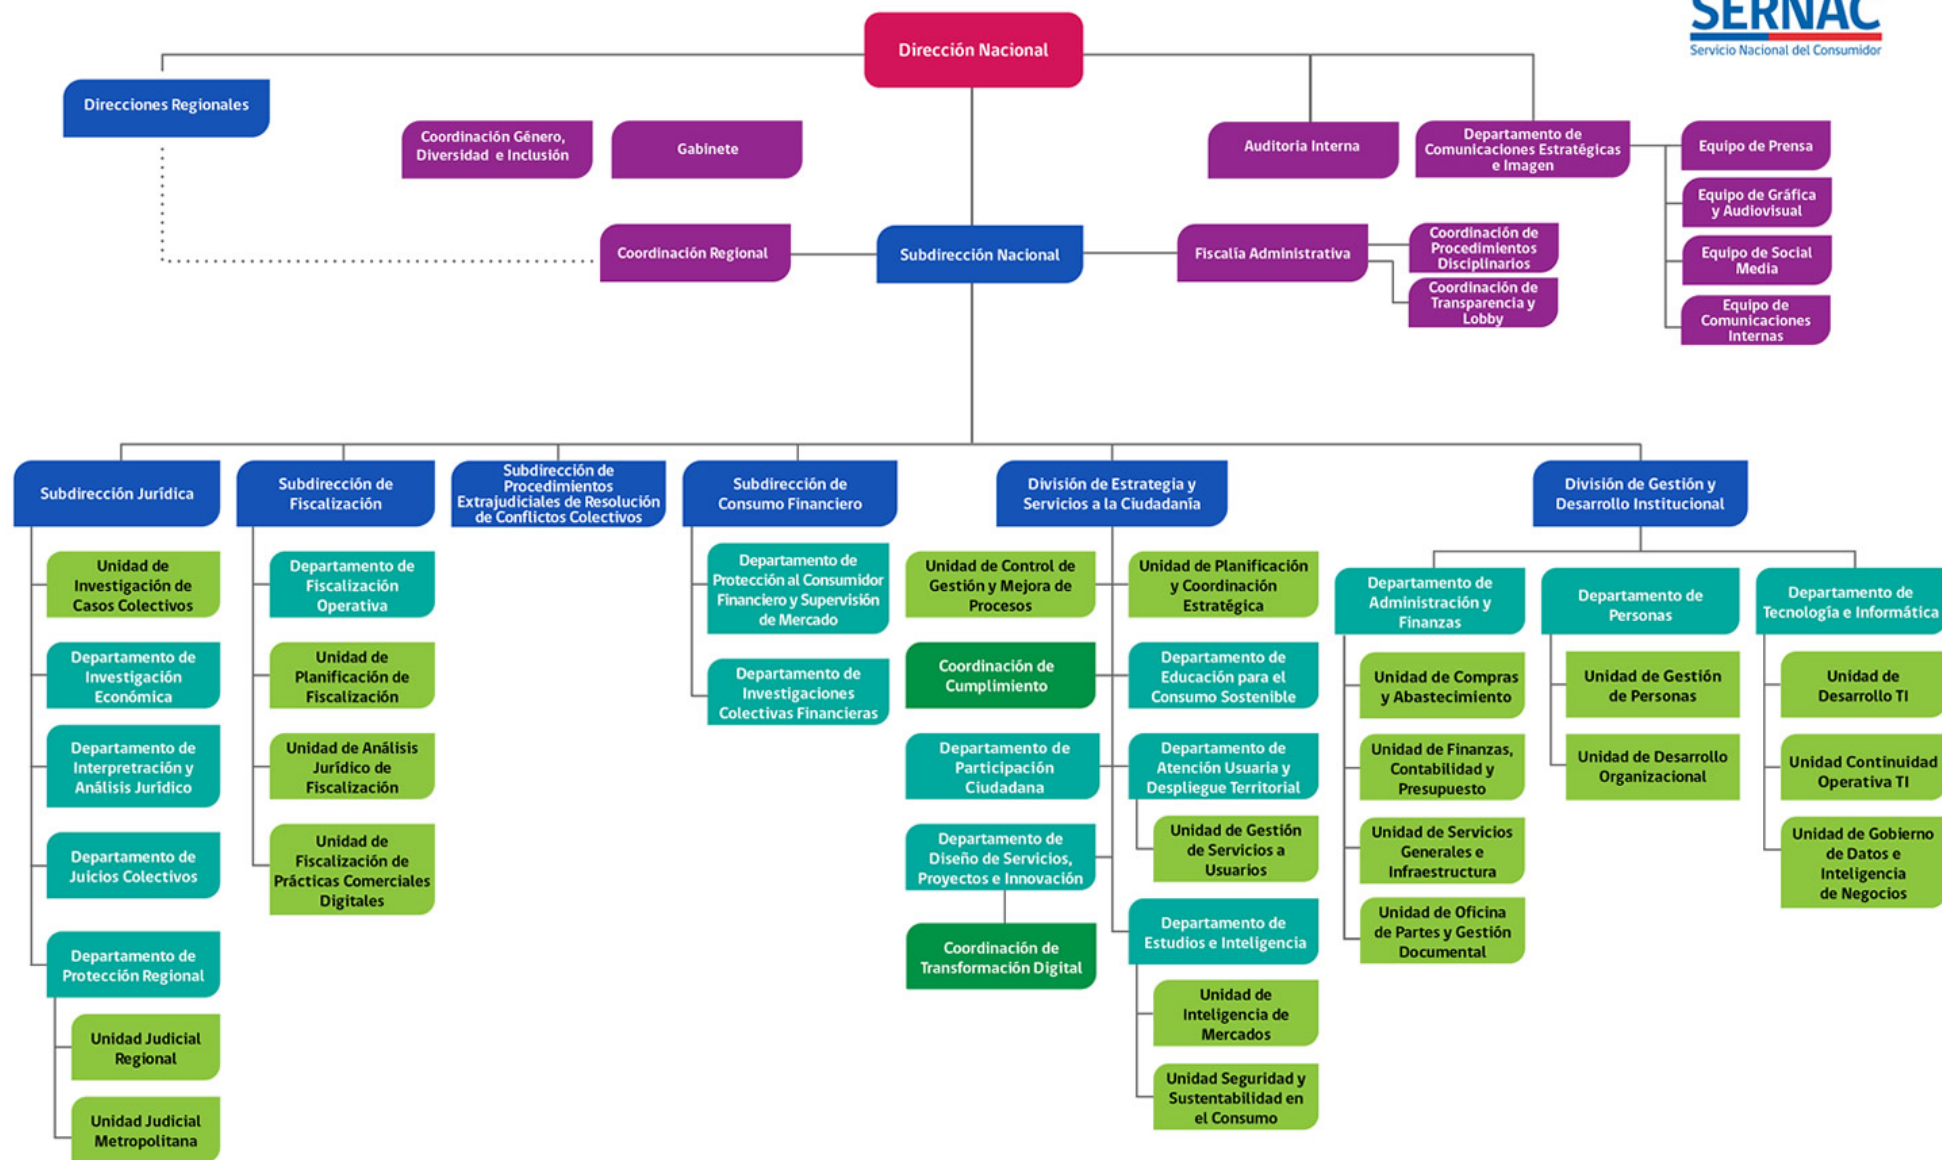 SERNAC
Servicio Nacional del Consumidor
Dirección Nacional
Direcciones Regionales
Coordinación Género,
Diversidad e Inclusión
Gabinete
Auditoria Interna
Departamento de
Comunicaciones Estratégicas
e Imagen
Equipo de Prensa
Equipo de Gráfica
y Audiovisual
Equipo de Social
Media
Equipo de
Comunicaciones
Internas
Coordinación Regional
Subdirección Nacional
Fiscalía Administrativa
Coordinación de
Procedimientos
Disciplinarios
Coordinación de
Transparencia y
Lobby
Subdirección Jurídica
Unidad de
Investigación de
Casos Colectivos
Departamento de
Investigación
Económica
Departamento de
Interpretración y
Análisis Jurídico
Departamento de
Juicios Colectivos
Departamento de
Protección Regional
Unidad Judicial
Regional
Unidad Judicial
Metropolitana
Subdirección de
Fiscalización
Departamento de
Fiscalización
Operativa
Unidad de
Planificación de
Fiscalización
Unidad de Análisis
Jurídico de
Fiscalización
Unidad de
Fiscalización de
Prácticas Comerciales
Digitales
Subdirección de
Procedimientos
Extrajudiciales de Resolución
de Conflictos Colectivos
Subdirección de
Consumo Financiero
Departamento de
Protección al Consumidor
Financiero y Supervisión
de Mercado
Departamento de
Investigaciones
Colectivas Financieras
División de Estrategia y
Servicios a la Ciudadanía
Unidad de Control de
Gestión y Mejora de
Procesos
Unidad de Planificación
y Coordinación
Estratégica
Coordinación de
Cumplimiento
Departamento de
Educación para el
Consumo Sostenible
Departamento de
Participación
Ciudadana
Departamento de
Atención Usuaria y
Despliegue Territorial
Unidad de Gestión
de Servicios a
Usuarios
Departamento de
Diseño de Servicios,
Proyectos e Innovación
Coordinación de
Transformación Digital
Departamento de
Estudios e Inteligencia
Unidad de
Inteligencia de
Mercados
Unidad Seguridad y
Sustentabilidad en
el Consumo
División de Gestión y
Desarrollo Institucional
Departamento de
Administración y
Finanzas
Unidad de Compras
y Abastecimiento
Unidad de Finanzas,
Contabilidad y
Presupuesto
Unidad de Servicios
Generales e
Infraestructura
Unidad de Oficina
de Partes y Gestión
Documental
Departamento de
Personas
Unidad de Gestión
de Personas
Unidad de Desarrollo
Organizacional
Departamento de
Tecnología e Informática
Unidad de
Desarrollo TI
Unidad Continuidad
Operativa TI
Unidad de Gobierno
de Datos e
Inteligencia
de Negocios